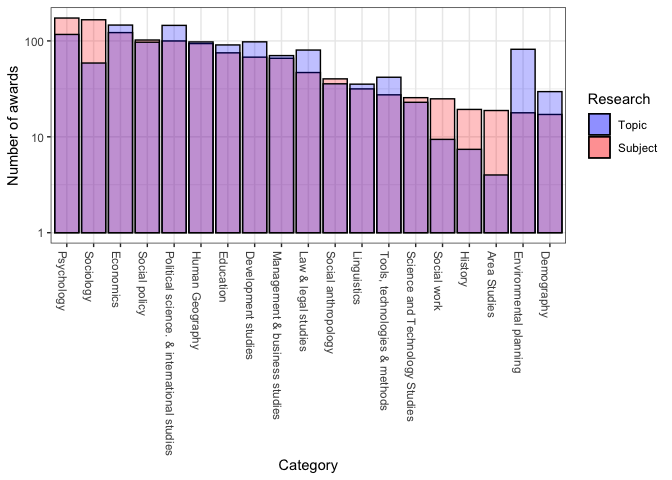 100
10
1
Number of awards
Psychology
Sociology
Economics
Social policy
Political science. & international studies
Human Geography
Education
Development studies
Management & business studies
Law & legal studies
Social anthropology
Linguistics
Tools, technologies & methods
Science and Technology Studies
Social work
History
Area Studies
Environmental planning
Demography
Category
Research
Topic
Subject